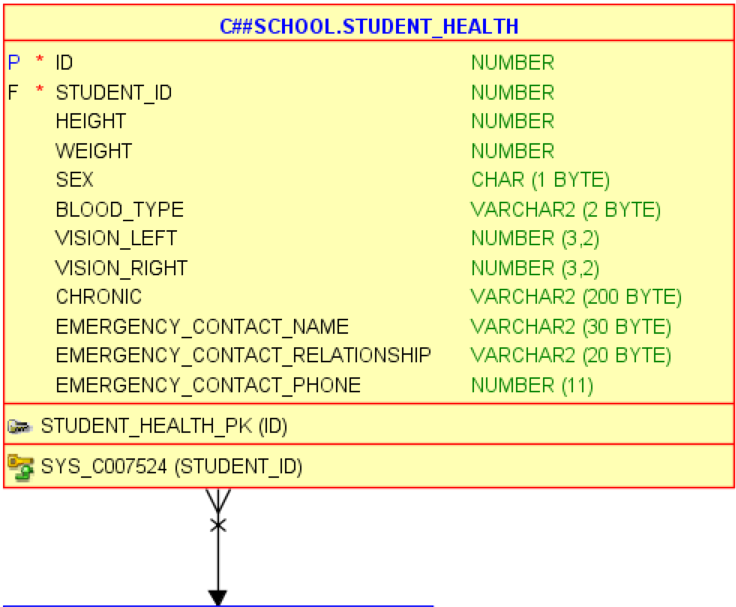 C##SCHOOL.STUDENT_HEALTH
P * ID NUMBER
F * STUDENT_ID NUMBER
HEIGHT NUMBER
WEIGHT NUMBER
SEX CHAR (1 BYTE)
BLOOD_TYPE VARCHAR2 (2 BYTE)
VISION_LEFT NUMBER (3,2)
VISION_RIGHT NUMBER (3,2)
CHRONIC VARCHAR2 (200 BYTE)
EMERGENCY_CONTACT_NAME VARCHAR2 (30 BYTE)
EMERGENCY_CONTACT_RELATIONSHIP VARCHAR2 (20 BYTE)
EMERGENCY_CONTACT_PHONE NUMBER (11)
STUDENT_HEALTH_PK (ID)
SYS_C007524 (STUDENT_ID)